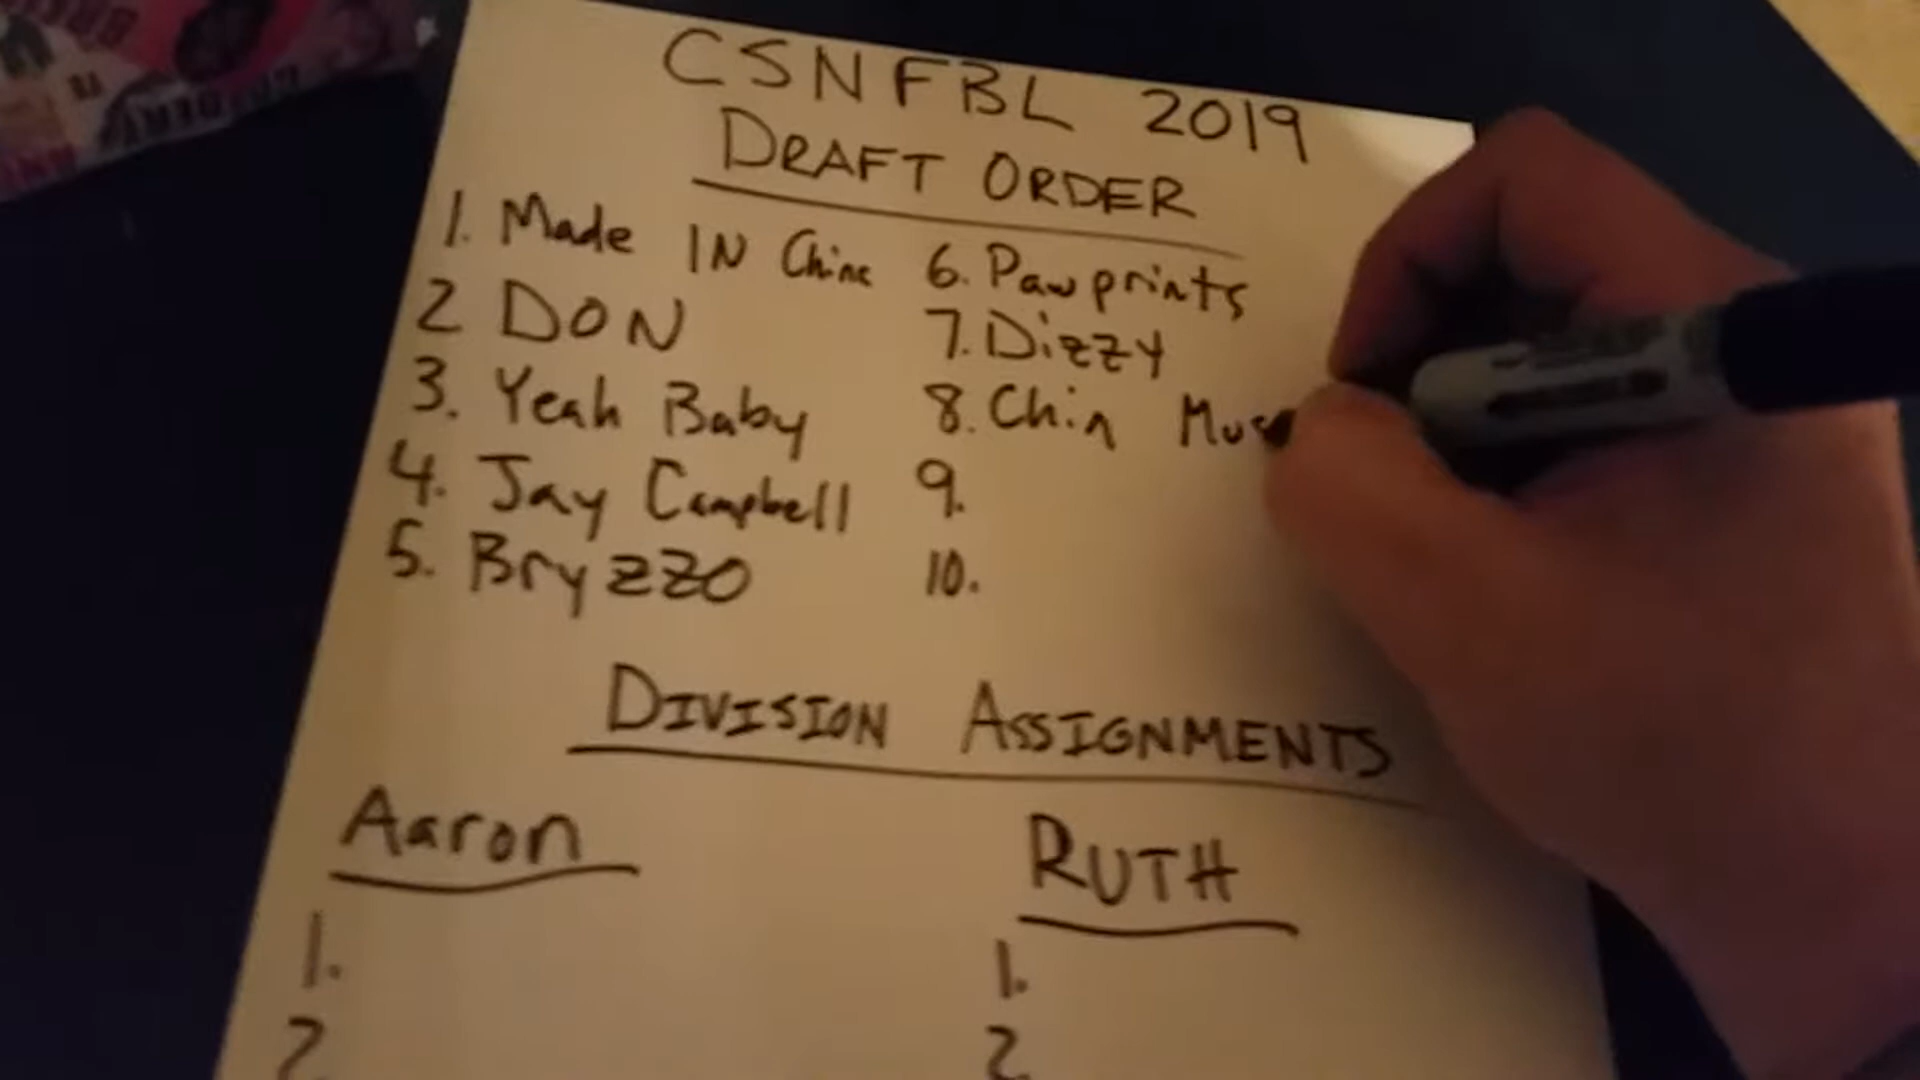 CSNFBL 2019
DRAFT ORDER
1. Made IN China
2 DON
3. Yeah Baby
4. Jay Campbell
5. Bryzzo
6. Pawprints
7. Dizzy
8. Chin Mus
9.
10.
DIVISION ASSIGNMENTS
Aaron
1.
2
RUTH
1.
2